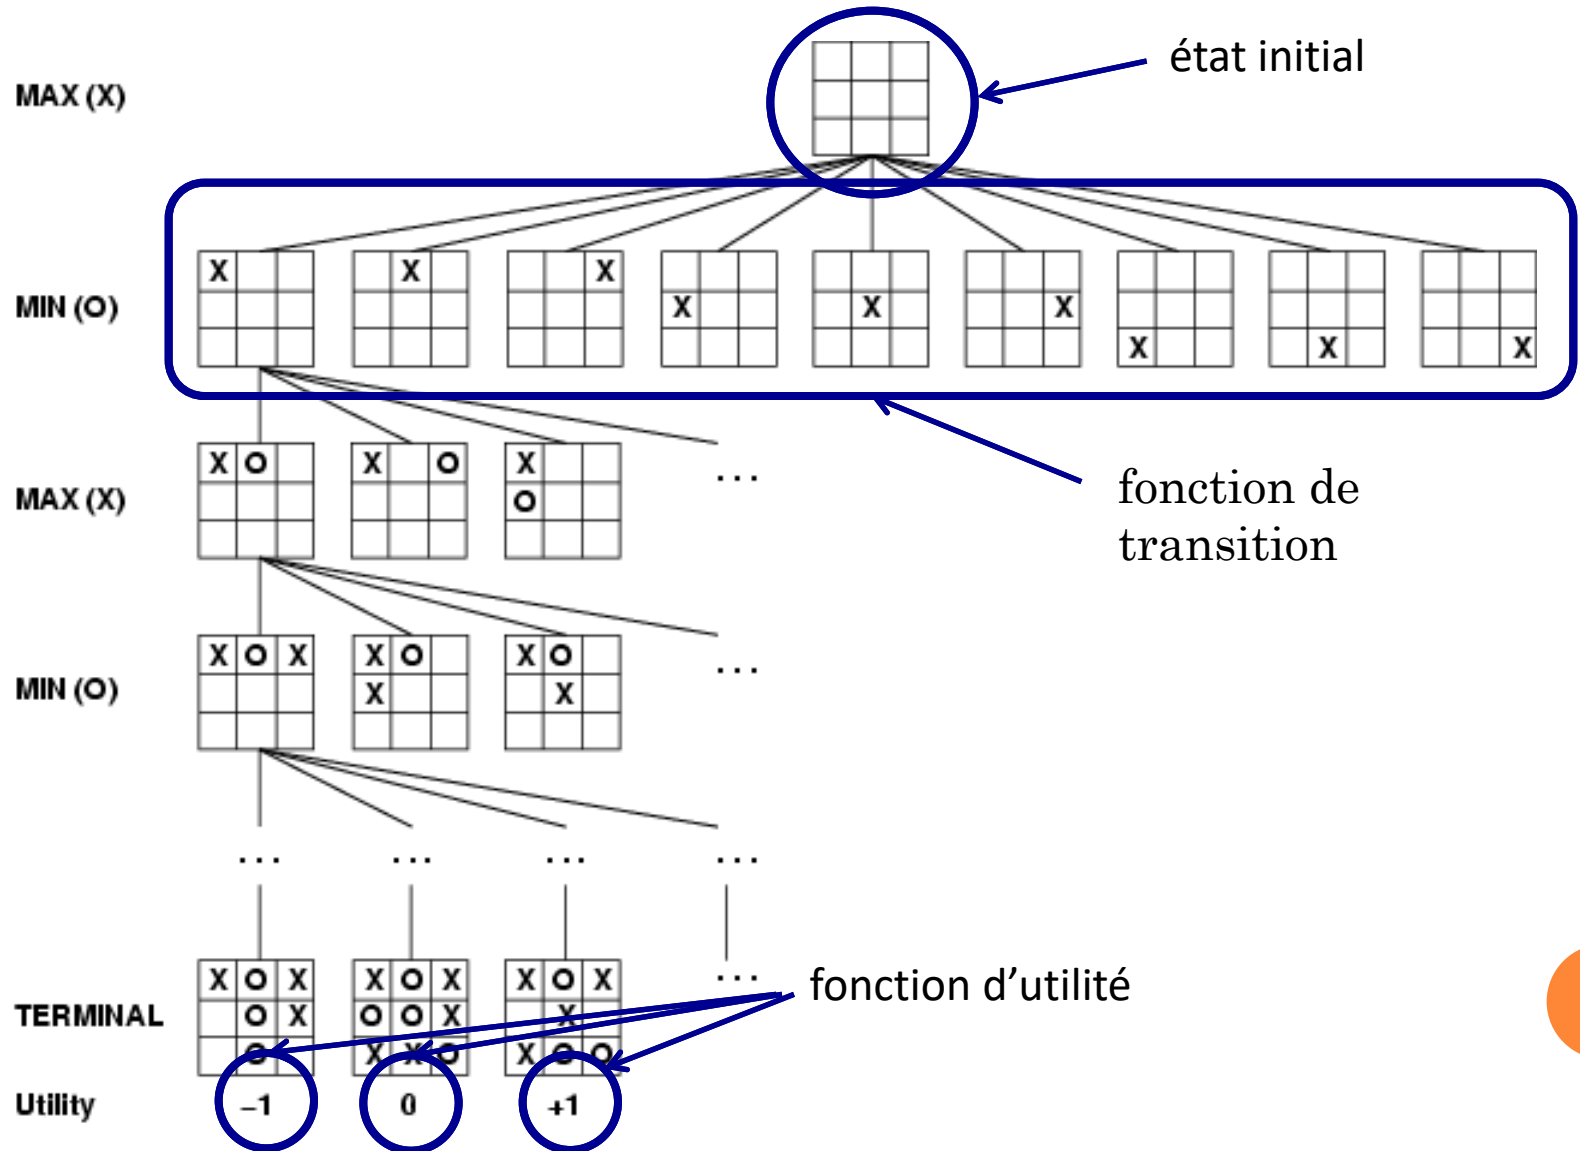 état initial
MAX (X)
X X X X X X X X X
MIN (O)
X O X O X
O
...
MAX (X)
fonction de
transition
X O X X O X O
X X
...
MIN (O)
... ... ... ...
X O X X O X X O X ...
fonction d'utilité
TERMINAL O X O O X X
O X X O X O O
Utility −1 0 +1